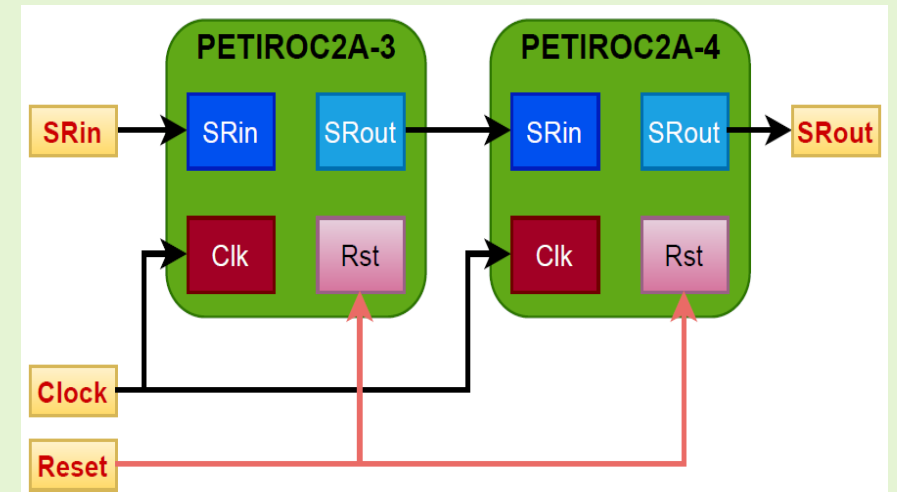 PETIROC2A-3
PETIROC2A-4
SRin
SRin
SRout
SRin
SRout
SRout
Clk
Rst
Clk
Rst
Clock
Reset